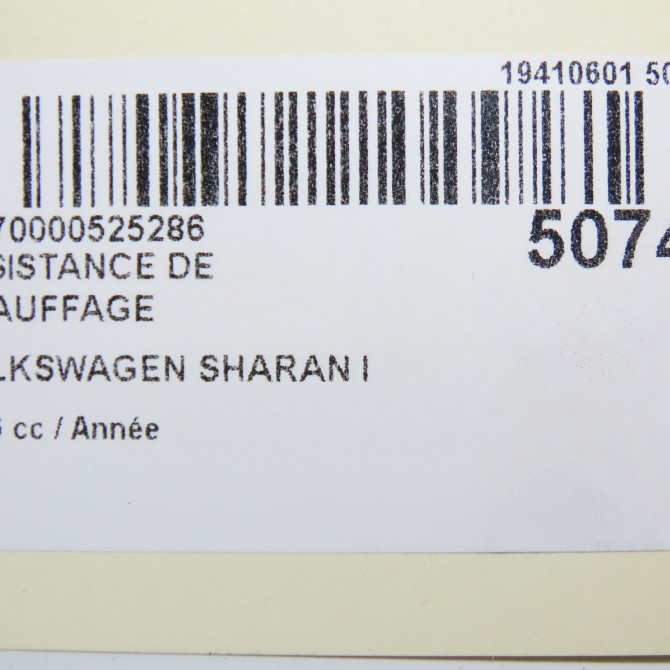 19410601 50
70000525286
5074
SISTANCE DE
AUFFAGE
LKSWAGEN SHARAN I
cc / Année